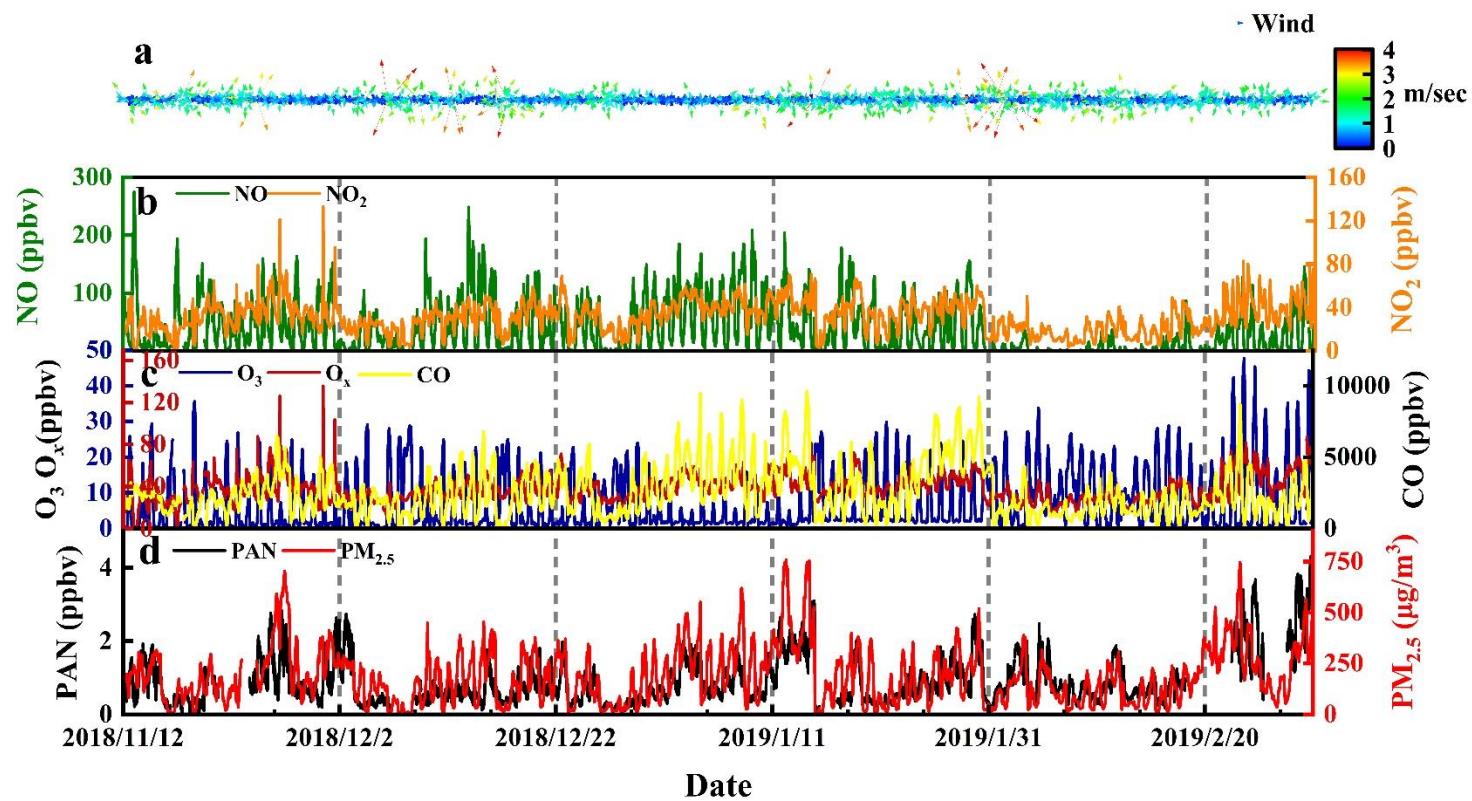 Wind
a
4
3
2
1
0
m/sec
b
NO
NO₂
300
200
100
NO (ppbv)
160
120
80
40
0
NO₂ (ppbv)
c
O₃
Oₓ
CO
50
40
30
20
10
0
160
120
80
0
O₃ Oₓ(ppbv)
10000
5000
0
CO (ppbv)
d
PAN
PM₂.₅
4
2
0
PAN (ppbv)
750
500
250
0
PM₂.₅ (μg/m³)
2018/11/12
2018/12/2
2018/12/22
2019/1/11
2019/1/31
2019/2/20
Date